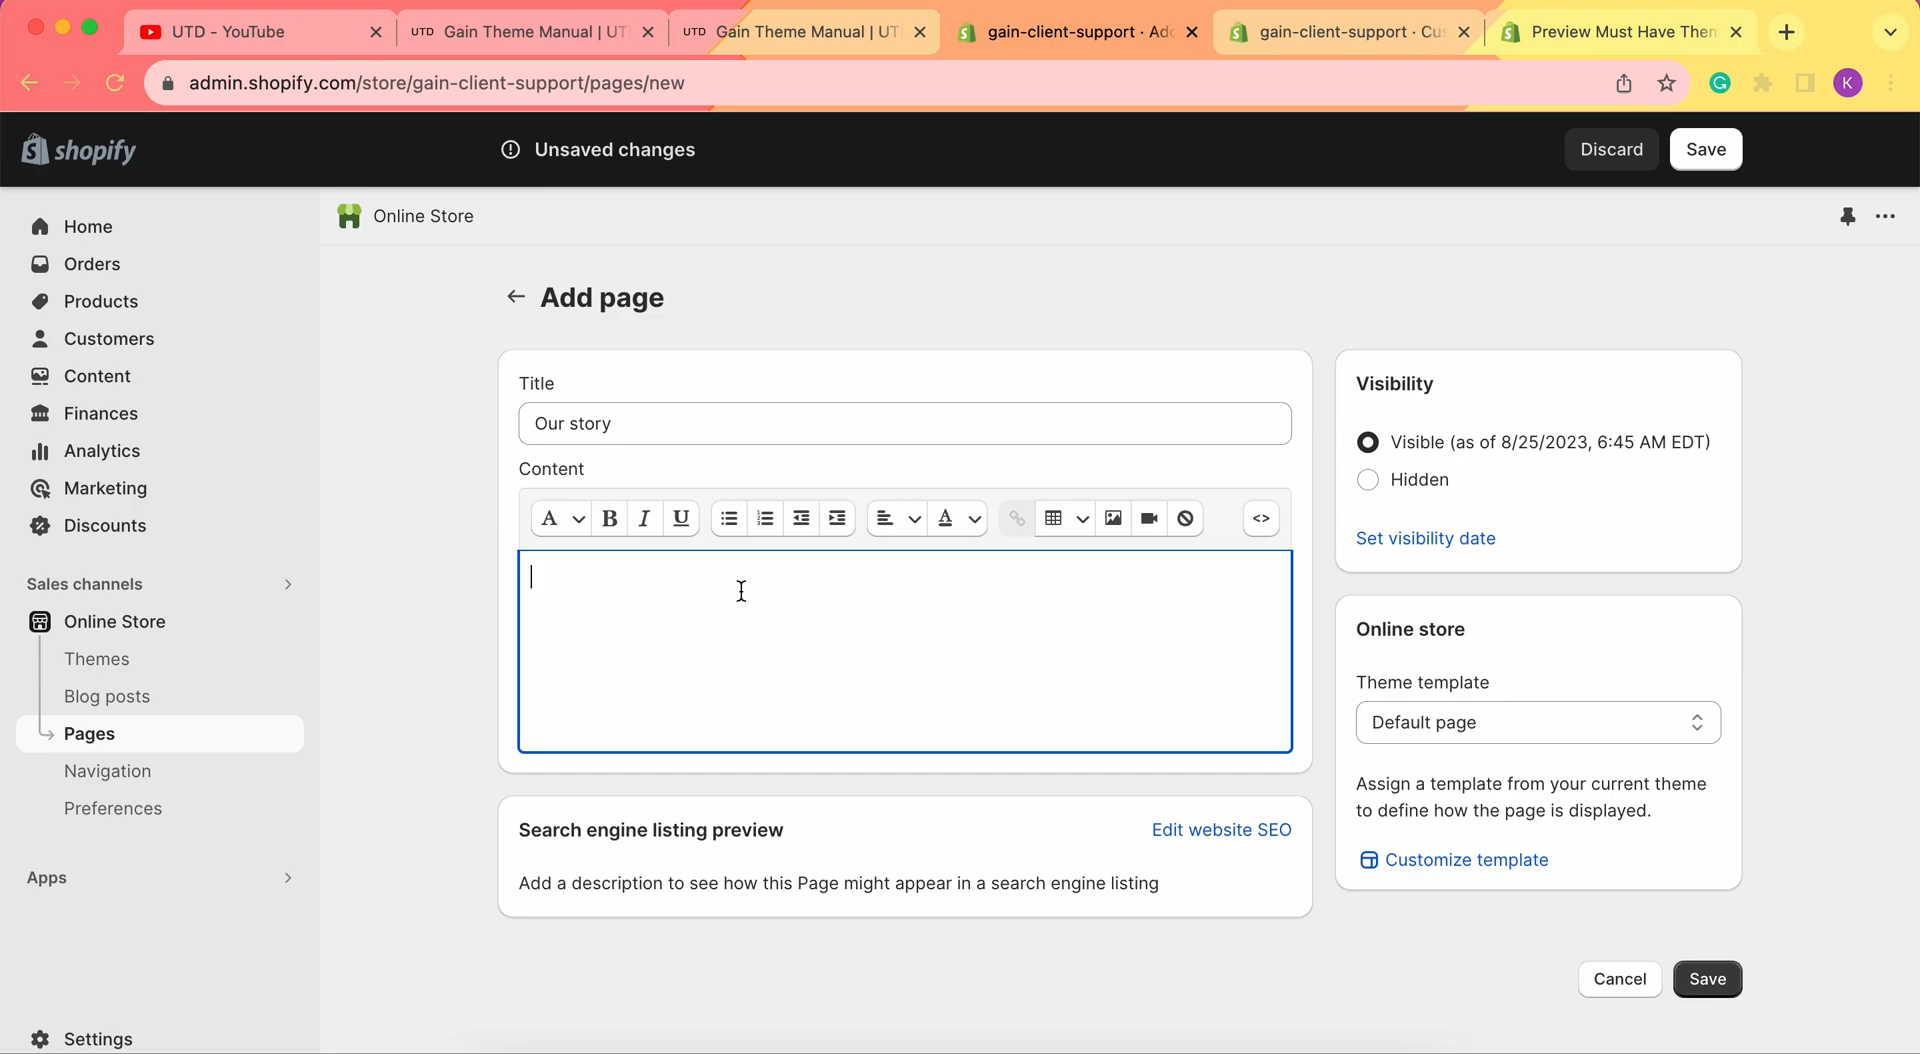 UTD - YouTube
UTD Gain Theme Manual | UT
UTD Gain Theme Manual | UT
gain-client-support · Ad
gain-client-support · Cu
Preview Must Have Then
admin.shopify.com/store/gain-client-support/pages/new
K
shopify
Unsaved changes
Discard
Save
Home
Orders
Products
Customers
Content
Finances
Analytics
Marketing
Discounts
Sales channels
Online Store
Themes
Blog posts
Pages
Navigation
Preferences
Apps
Settings
Online Store
Add page
Title
Our story
Content
A B I U A <>
Search engine listing preview
Edit website SEO
Add a description to see how this Page might appear in a search engine listing
Visibility
Visible (as of 8/25/2023, 6:45 AM EDT)
Hidden
Set visibility date
Online store
Theme template
Default page
Assign a template from your current theme
to define how the page is displayed.
Customize template
Cancel
Save